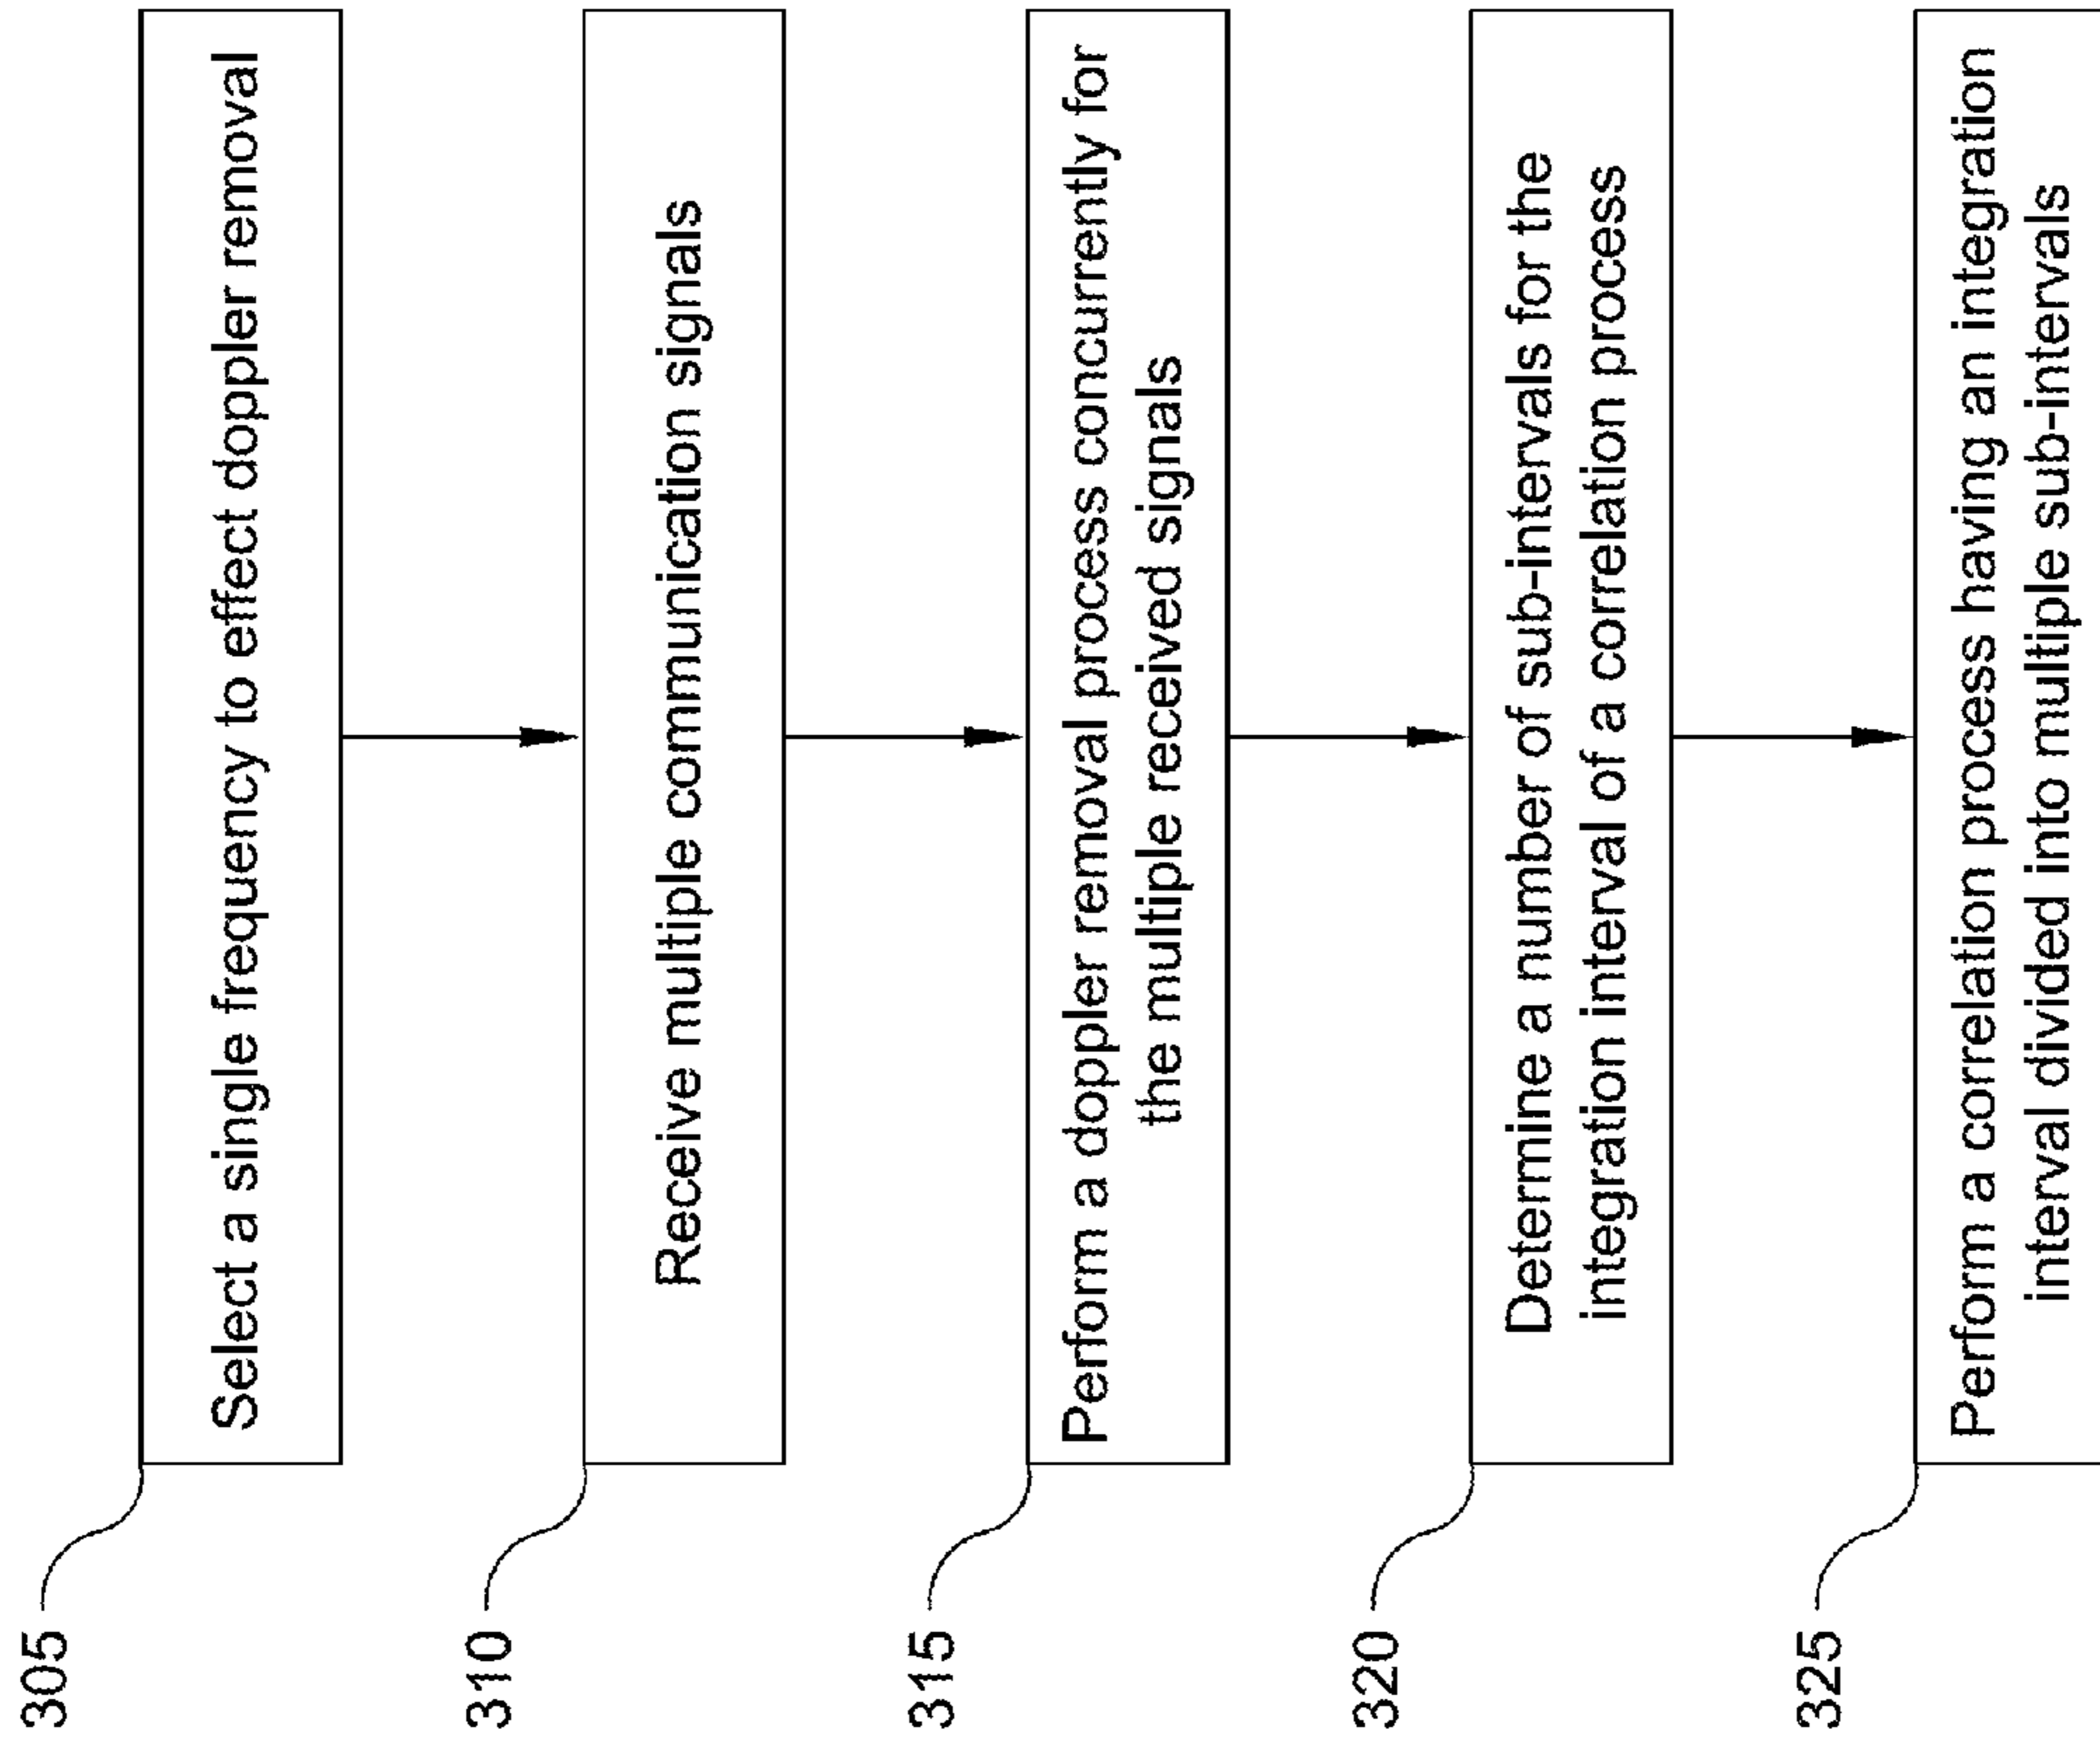 305
Select a single frequency to effect doppler removal
310
Receive multiple communication signals
315
Perform a doppler removal process concurrently for
the multiple received signals
320
Determine a number of sub-intervals for the
integration interval of a correlation process
325
Perform a correlation process having an integration
interval divided into multiple sub-intervals